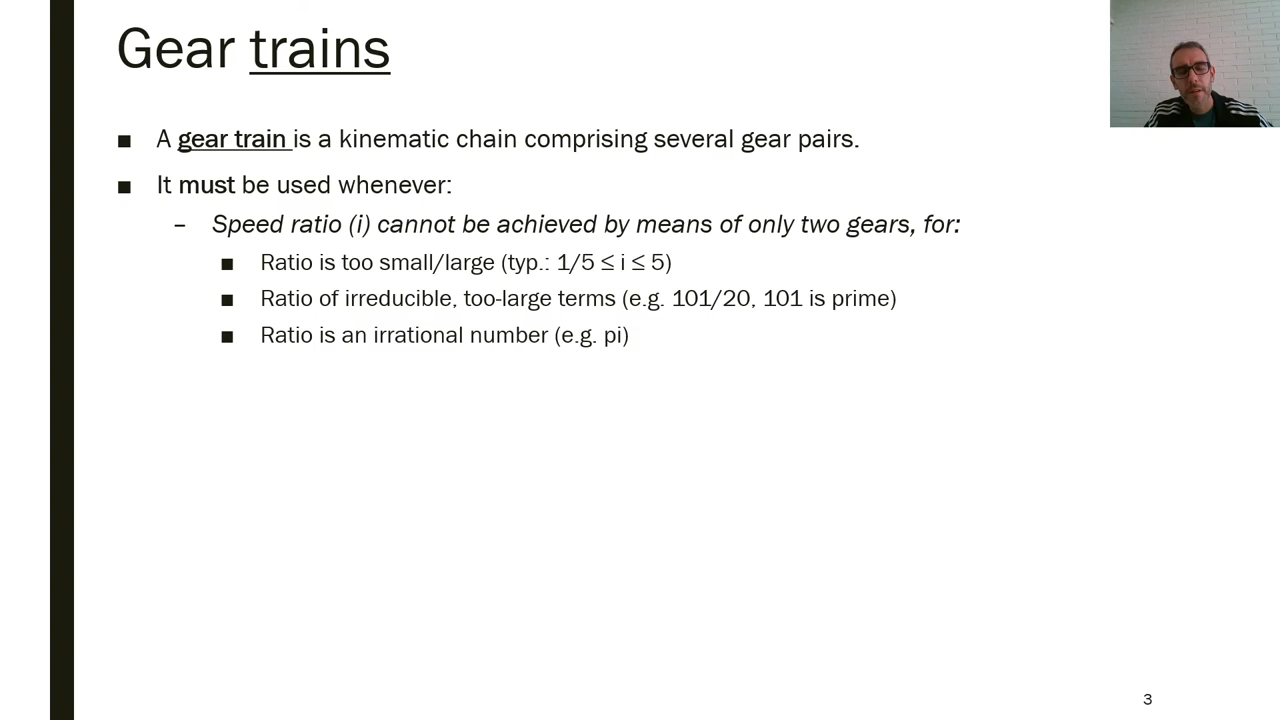 Gear trains
■ A gear train is a kinematic chain comprising several gear pairs.
■ It must be used whenever:
– Speed ratio (i) cannot be achieved by means of only two gears, for:
■ Ratio is too small/large (typ.: 1/5 ≤ i ≤ 5)
■ Ratio of irreducible, too-large terms (e.g. 101/20, 101 is prime)
■ Ratio is an irrational number (e.g. pi)
3